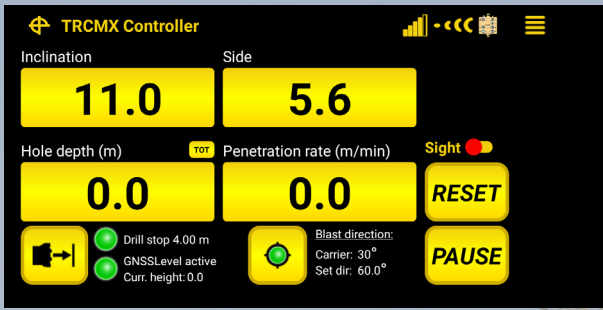 TRCMX Controller
Inclination
Side
11.0
5.6
Hole depth (m)
TOT
Penetration rate (m/min)
Sight
0.0
0.0
RESET
Drill stop 4.00 m
GNSSLevel active
Curr. height: 0.0
Blast direction:
Carrier: 30°
Set dir: 60.0°
PAUSE